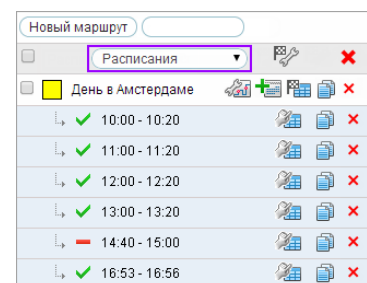 Новый маршрут
Расписания
День в Амстердаме
10:00 - 10:20
11:00 - 11:20
12:00 - 12:20
13:00 - 13:20
14:40 - 15:00
16:53 - 16:56